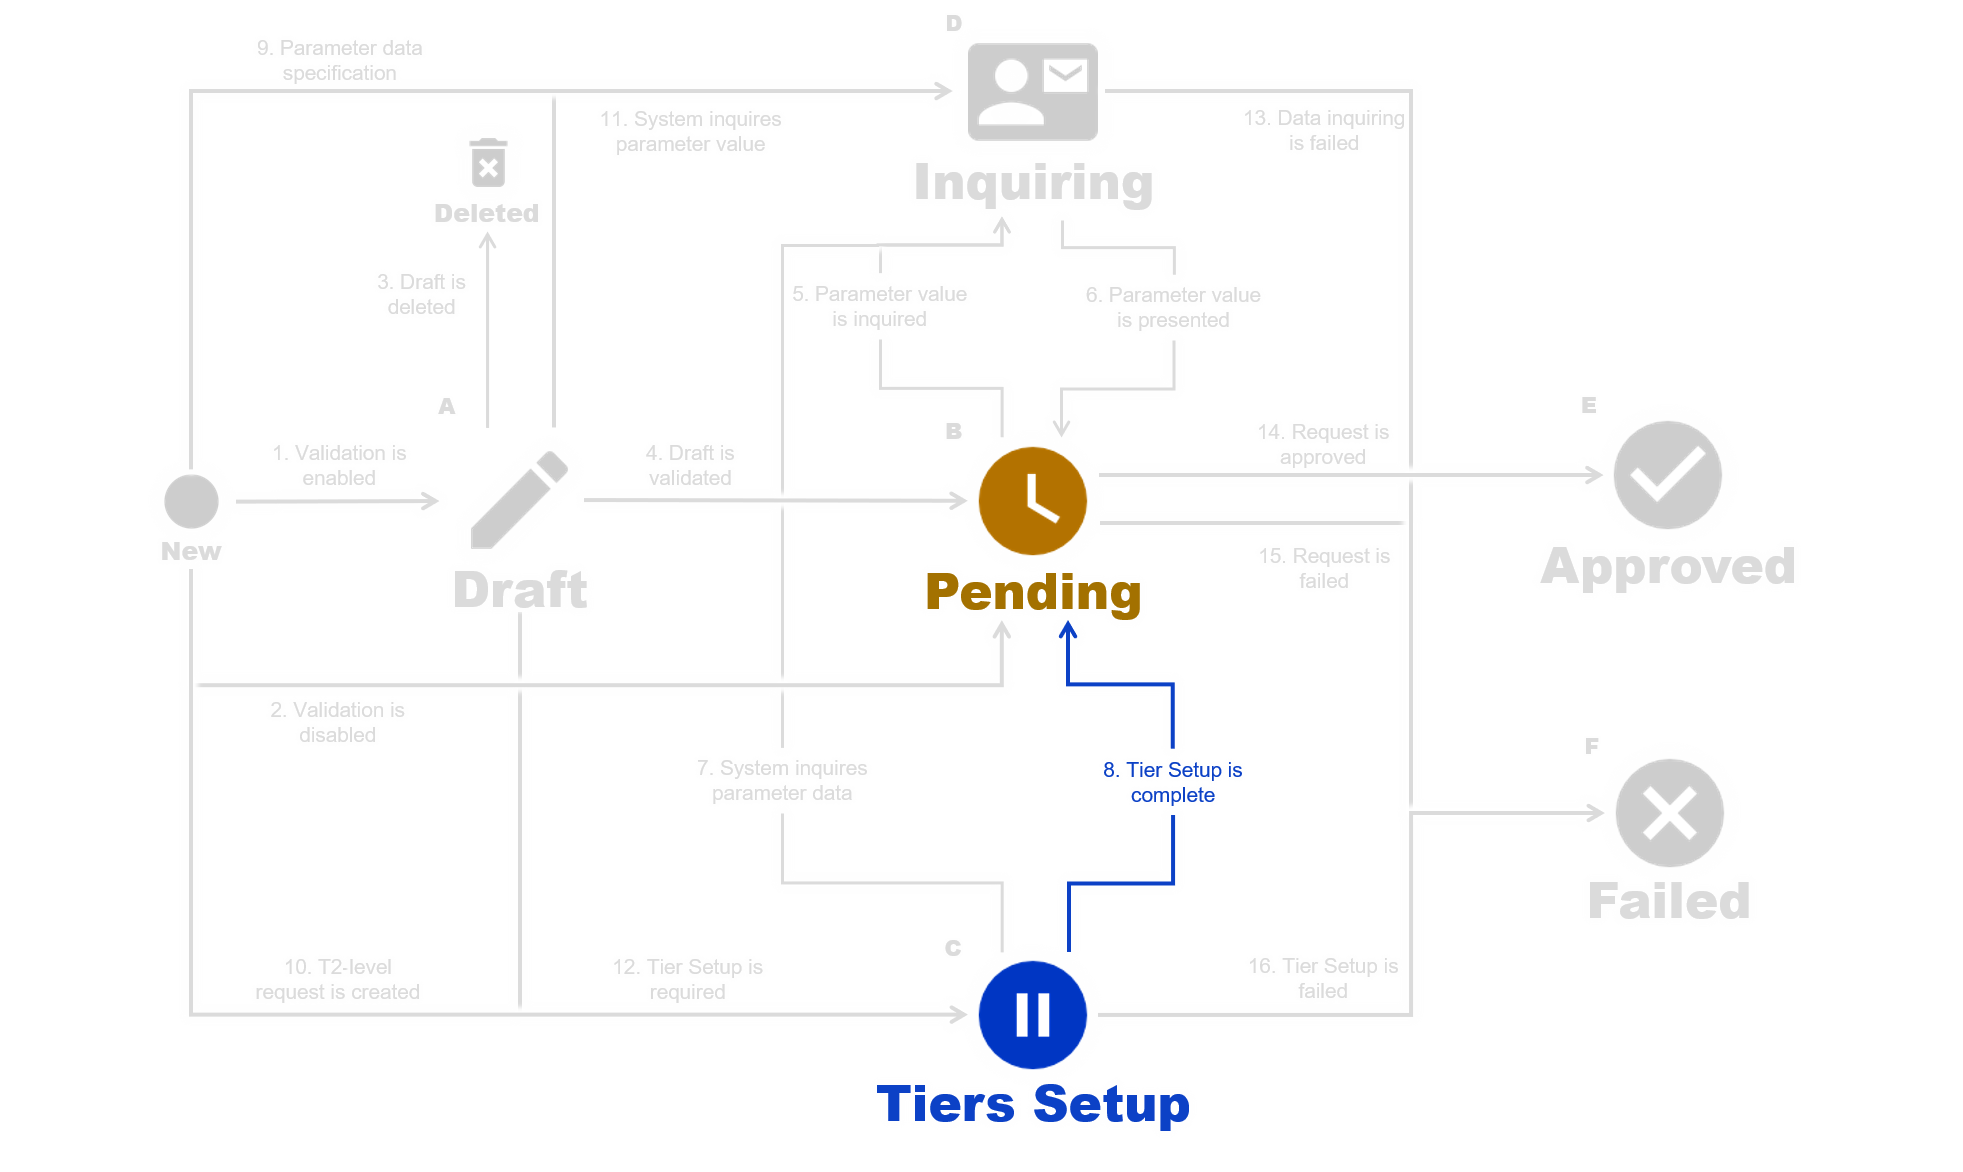 D
9. Parameter data
specification
11. System inquires
parameter value
13. Data inquiring
is failed
Inquiring
Deleted
3. Draft is
deleted
5. Parameter value
is inquired
6. Parameter value
is presented
A
B
E
1. Validation is
enabled
4. Draft is
validated
14. Request is
approved
New
Draft
Pending
15. Request is
failed
Approved
2. Validation is
disabled
F
7. System inquires
parameter data
8. Tier Setup is
complete
Failed
C
10. T2-level
request is created
12. Tier Setup is
required
16. Tier Setup is
failed
Tiers Setup